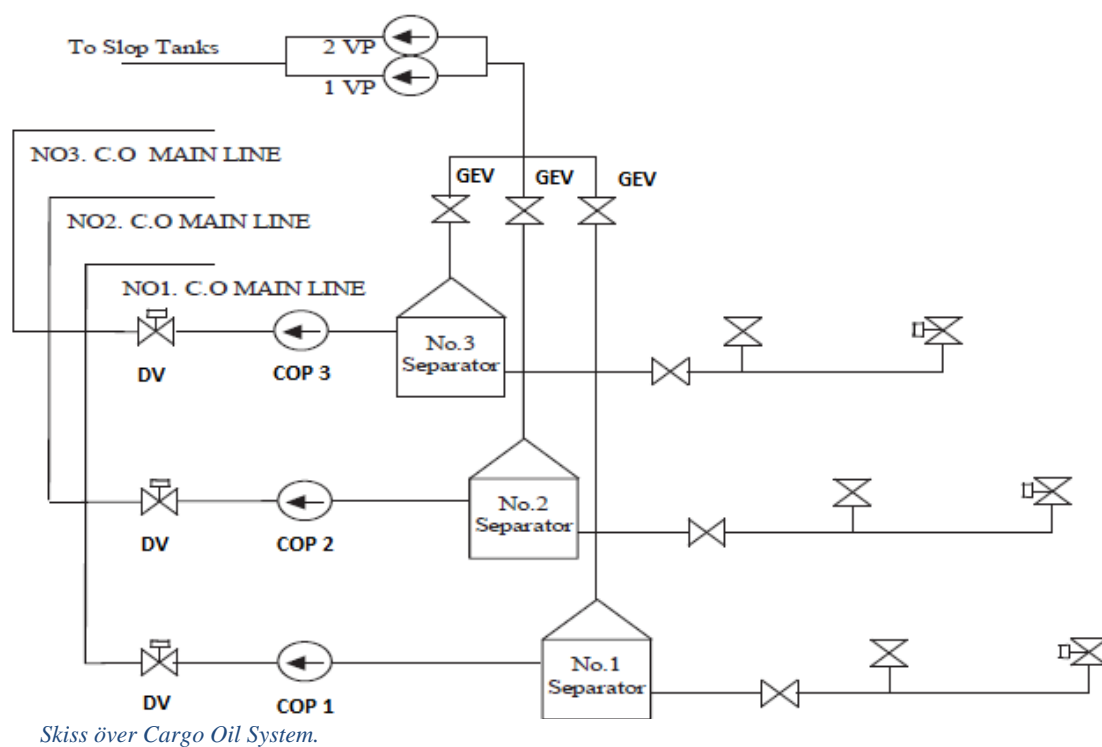 To Slop Tanks
2 VP
1 VP
NO3. C.O MAIN LINE
GEV
GEV
GEV
NO2. C.O MAIN LINE
NO1. C.O MAIN LINE
DV
COP 3
No.3
Separator
DV
COP 2
No.2
Separator
DV
COP 1
No.1
Separator
Skiss över Cargo Oil System.